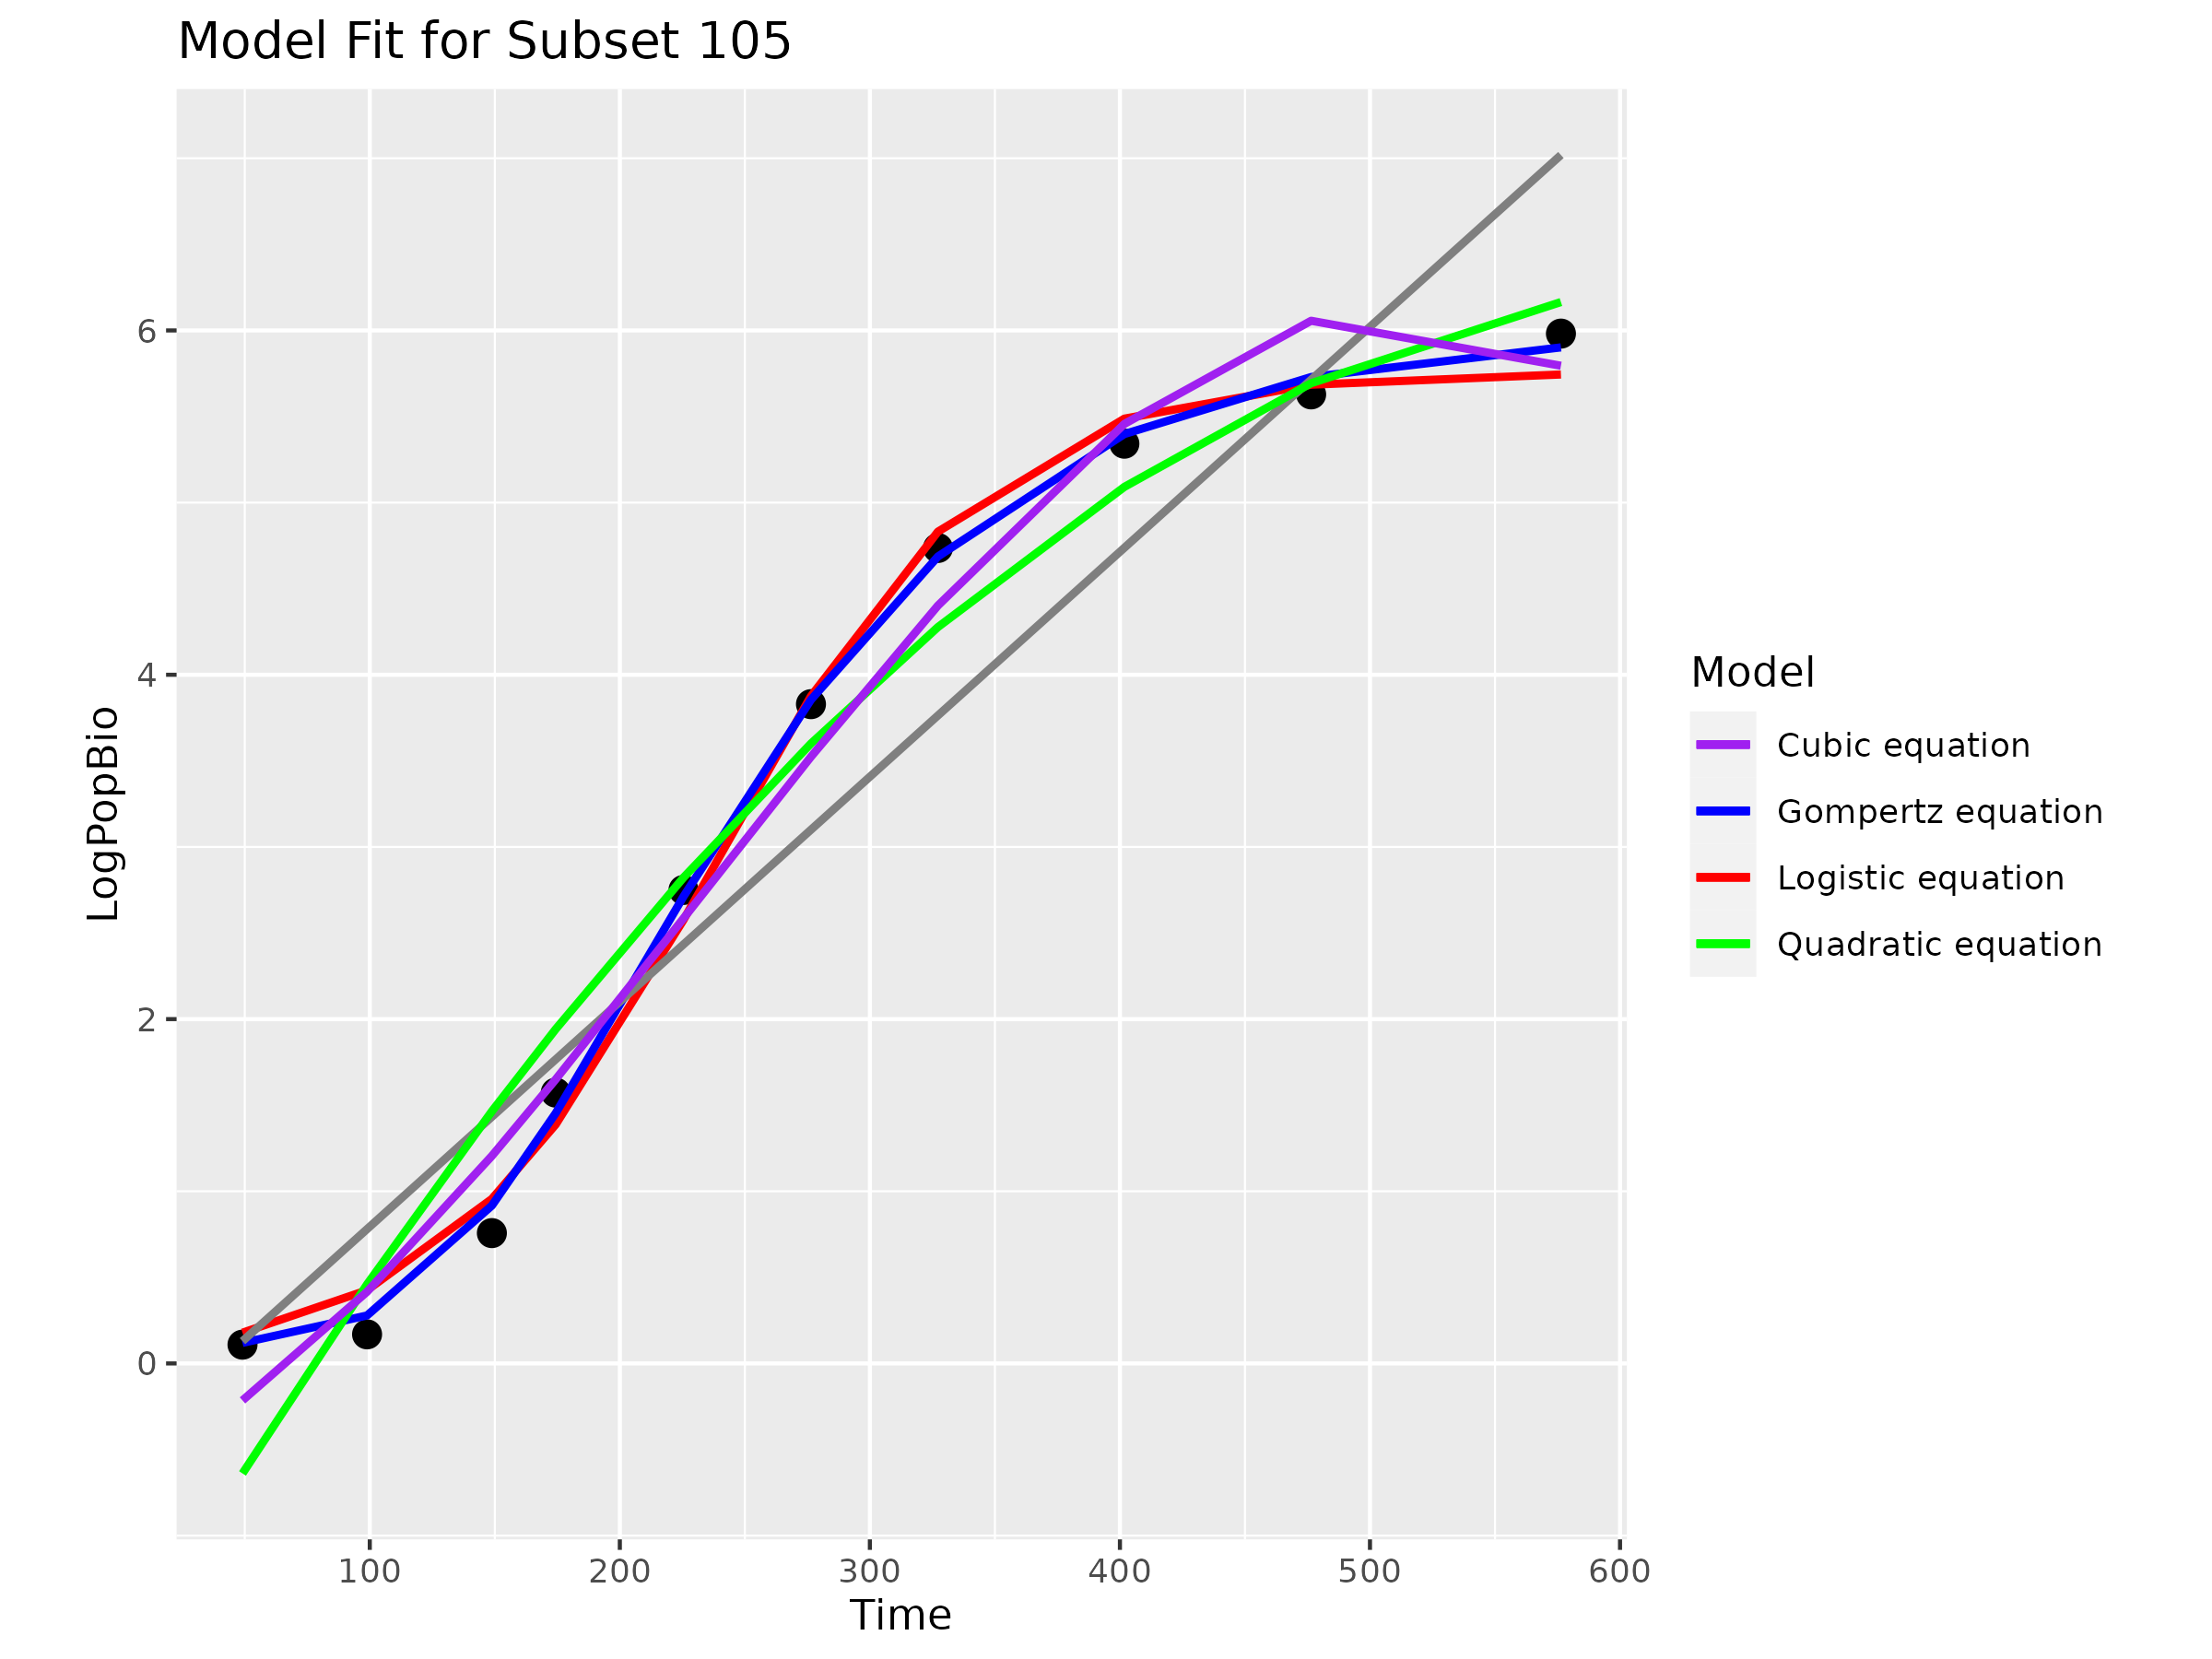 Model Fit for Subset 105
LogPopBio
6
4
2
0
100 200 300 400 500 600
Time
Model
Cubic equation
Gompertz equation
Logistic equation
Quadratic equation